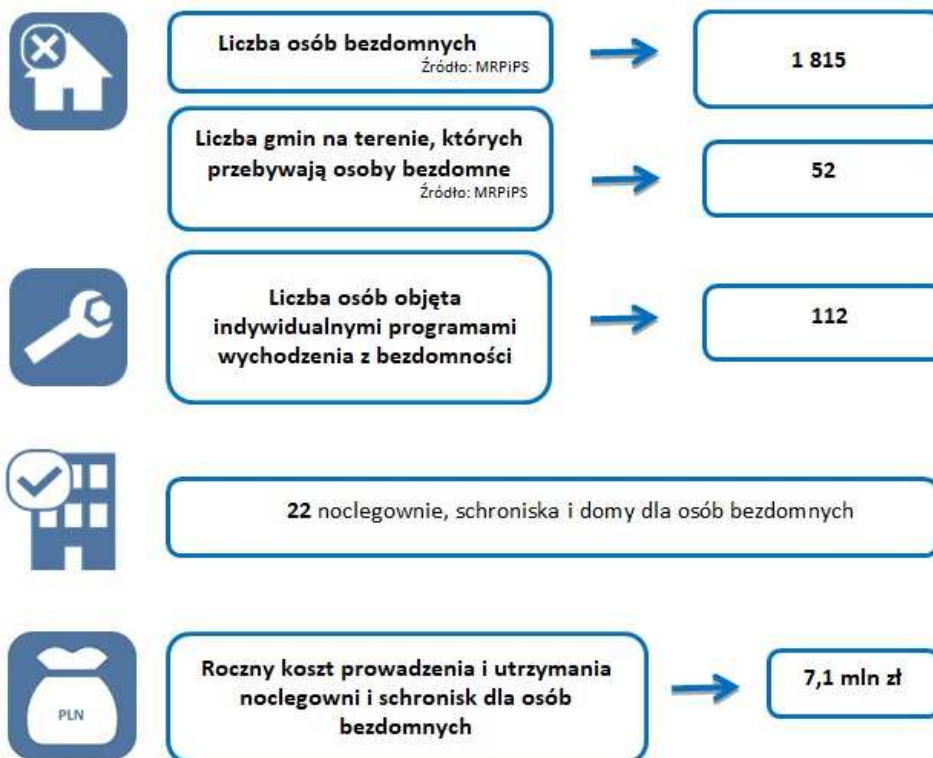 Liczba osób bezdomnych
Źródło: MRPiPS
1 815
Liczba gmin na terenie, których
przebywają osoby bezdomne
Źródło: MRPiPS
52
Liczba osób objęta
indywidualnymi programami
wychodzenia z bezdomności
112
22 noclegownie, schroniska i domy dla osób bezdomnych
PLN
Roczny koszt prowadzenia i utrzymania
noclegowni i schronisk dla osób
bezdomnych
7,1 mln zł